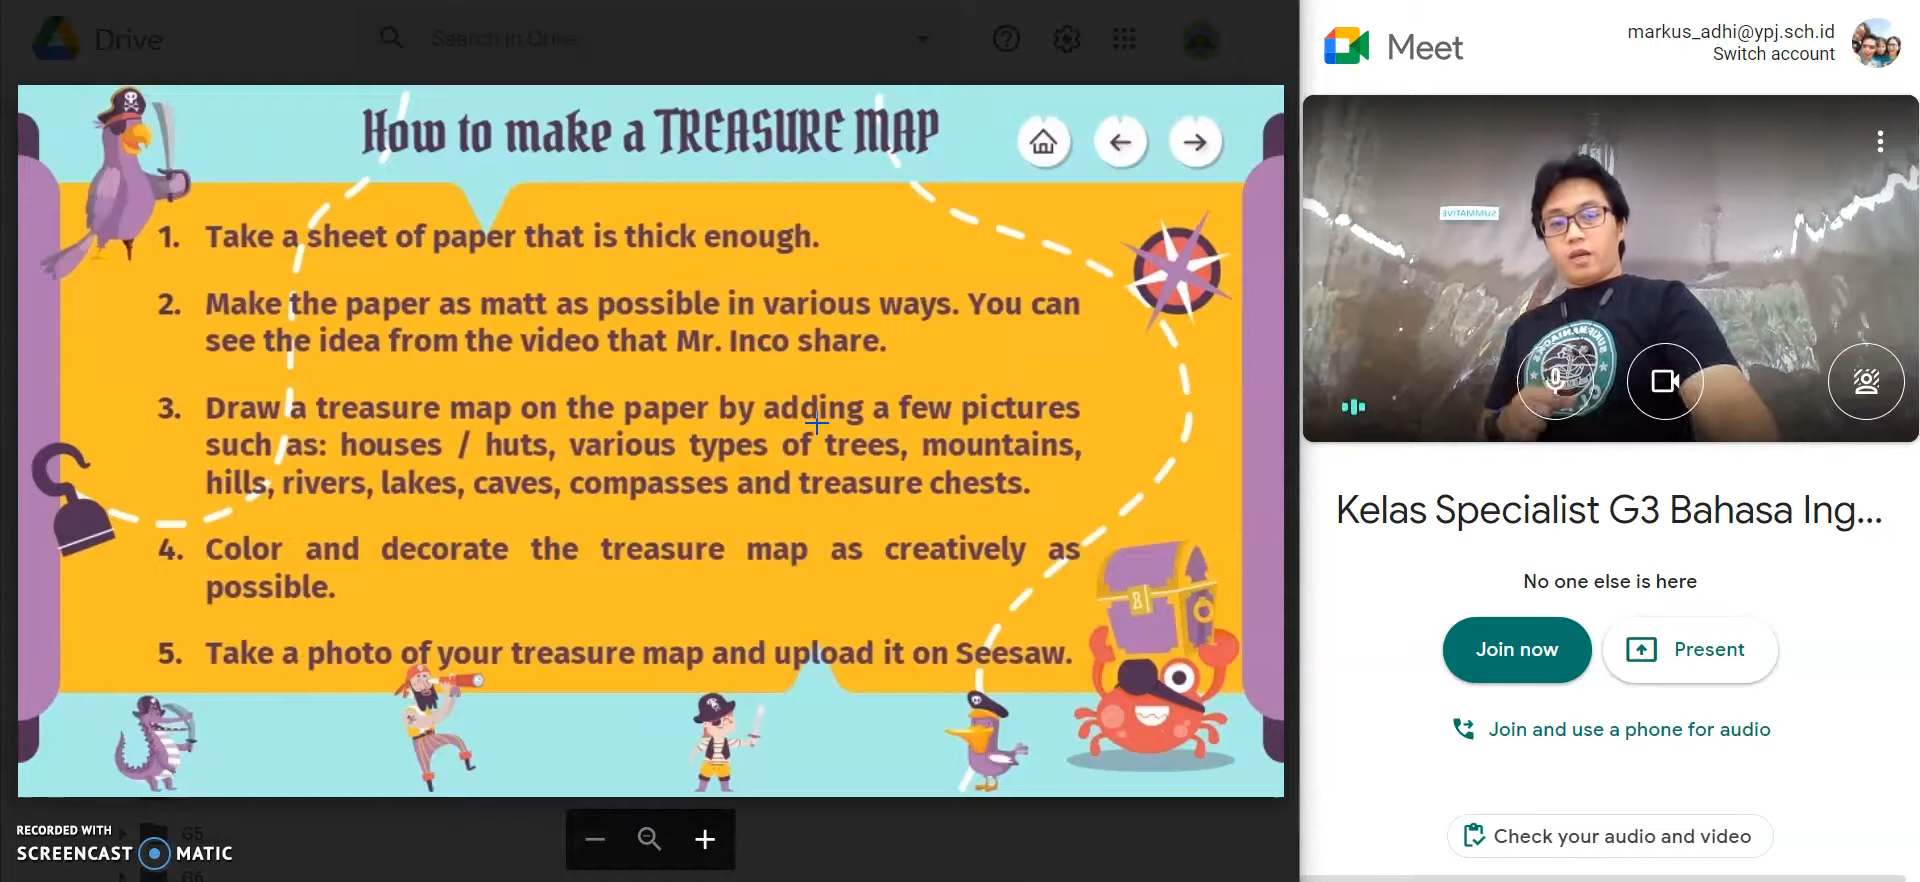 Drive
Search in Drive
How to make a TREASURE MAP
1. Take a sheet of paper that is thick enough.
2. Make the paper as matt as possible in various ways. You can
see the idea from the video that Mr. Inco share.
3. Draw a treasure map on the paper by adding a few pictures
such as: houses / huts, various types of trees, mountains,
hills, rivers, lakes, caves, compasses and treasure chests.
4. Color and decorate the treasure map as creatively as
possible.
5. Take a photo of your treasure map and upload it on Seesaw.
G5
G6
RECORDED WITH
SCREENCAST MATIC
Meet
markus_adhi@ypj.sch.id
Switch account
SUMMATIVE
Kelas Specialist G3 Bahasa Ing...
No one else is here
Join now
Present
Join and use a phone for audio
Check your audio and video